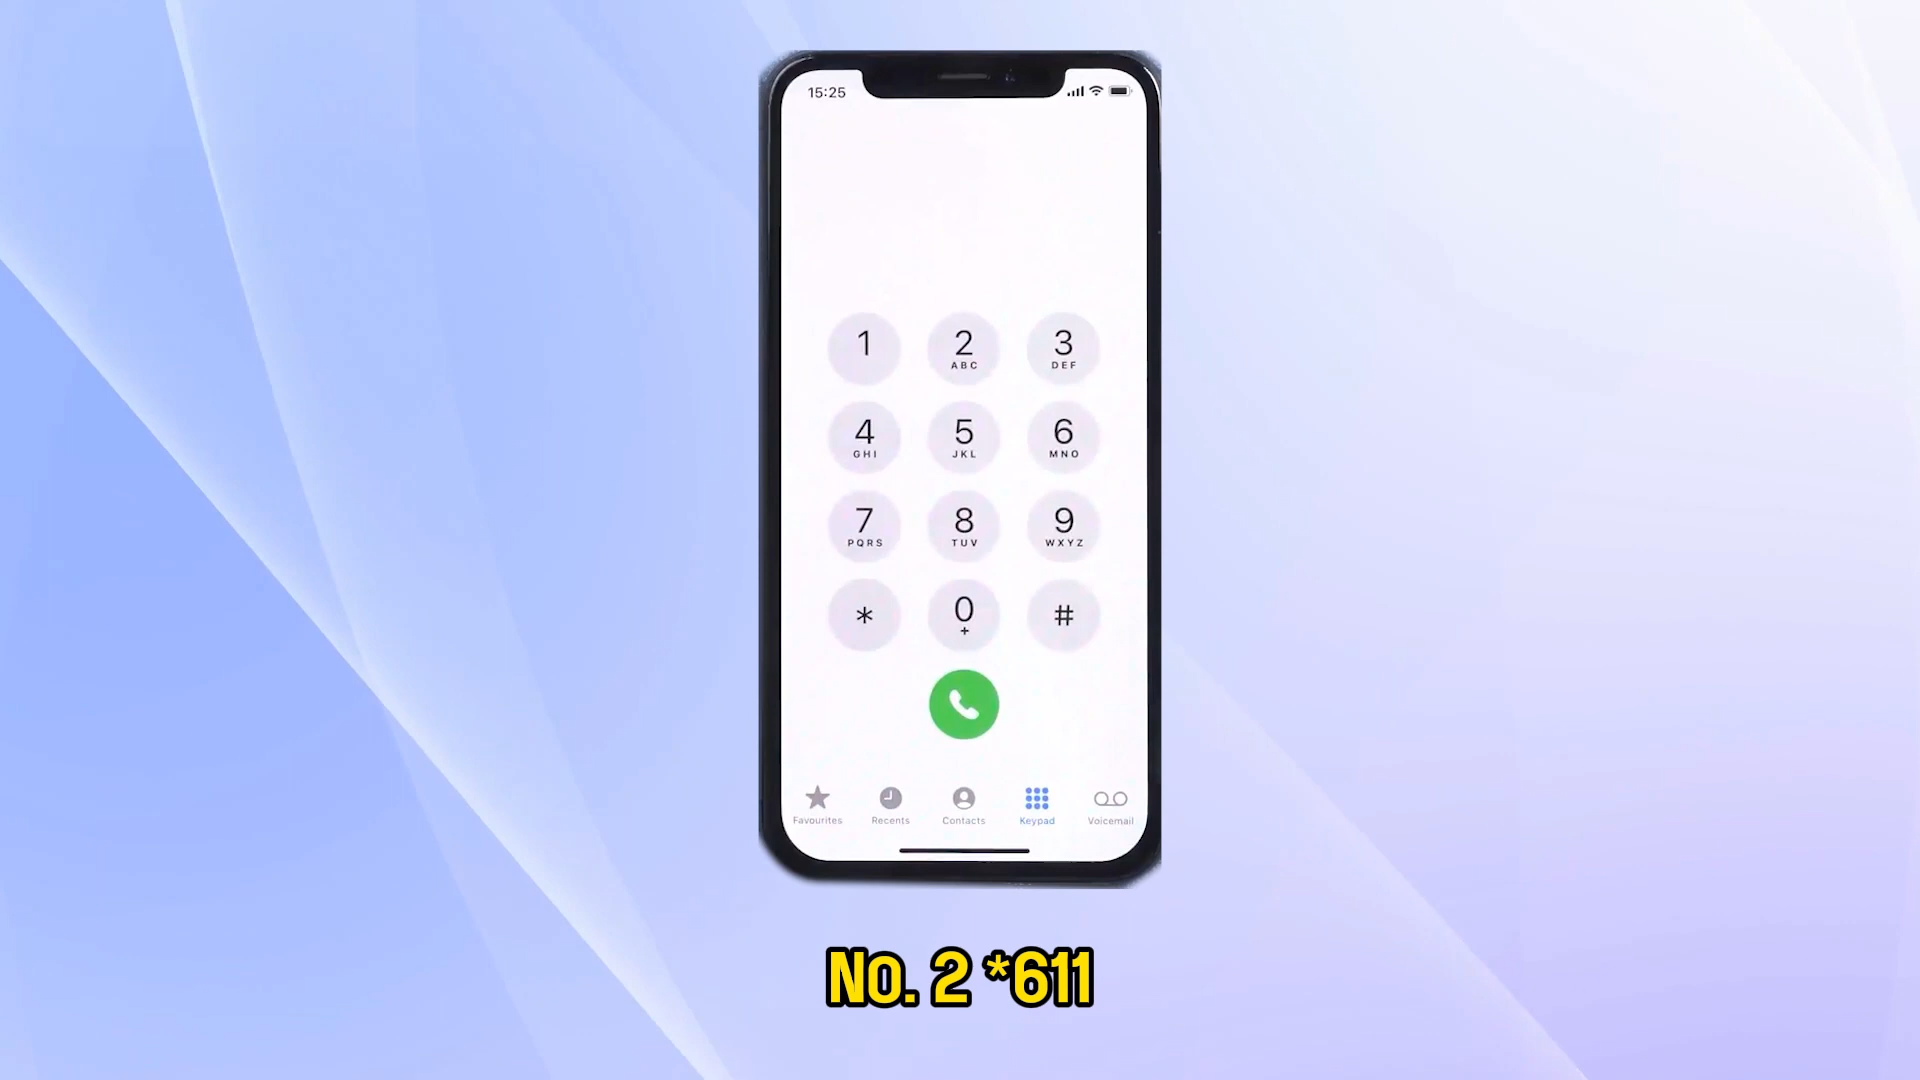 15:25
1 2 3
ABC DEF
4 5 6
GHI JKL MNO
7 8 9
PQRS TUV WXYZ
* 0 #
+
Favourites Recents Contacts Keypad Voicemail
No. 2 *611